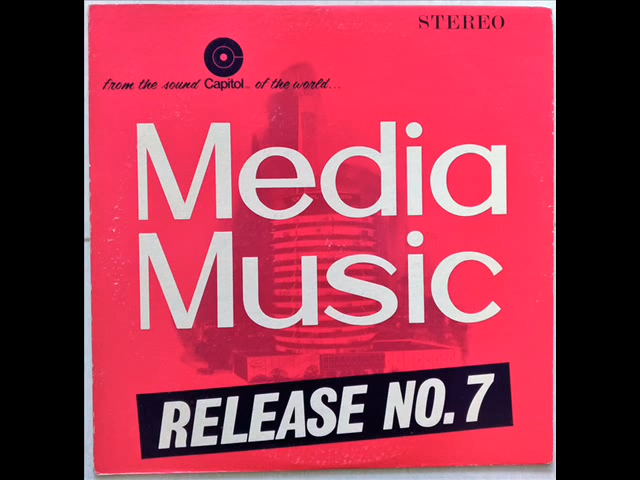 STEREO
from the sound Capitol of the world...
Media
Music
RELEASE NO. 7